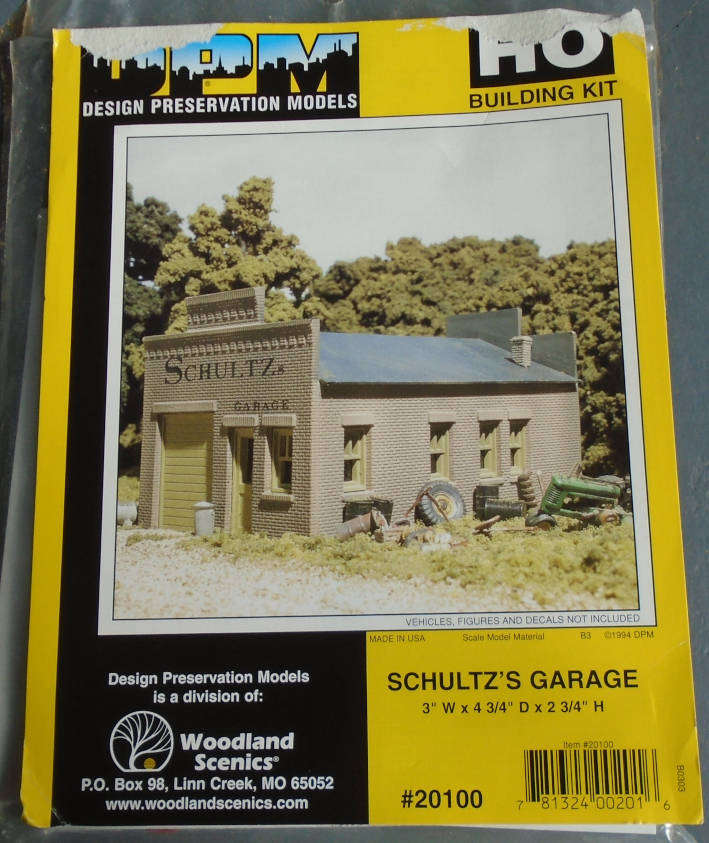 DPM
HO
DESIGN PRESERVATION MODELS
BUILDING KIT
SCHULTZ'S
GARAGE
VEHICLES, FIGURES AND DECALS NOT INCLUDED
MADE IN USA Scale Model Material B3 ©1994 DPM
Design Preservation Models
is a division of:
Woodland
Scenics®
P.O. Box 98, Linn Creek, MO 65052
www.woodlandscenics.com
SCHULTZ'S GARAGE
3" W x 4 3/4" D x 2 3/4" H
Item #20100
#20100
7 81324 00201 6
B0303